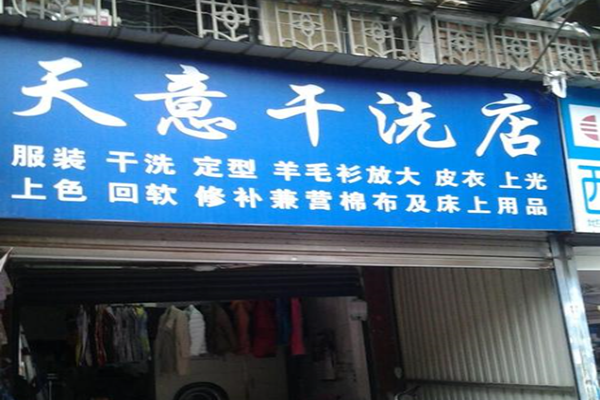 天意干洗店
服装 干洗 定型 羊毛衫放大 皮衣 上光
上色 回软 修补兼营棉布及床上用品
西